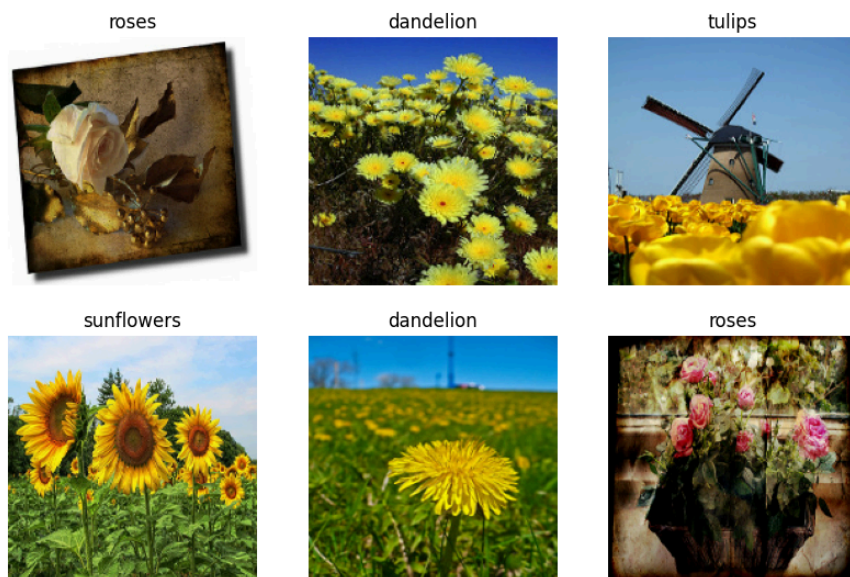 roses
dandelion
tulips
sunflowers
dandelion
roses